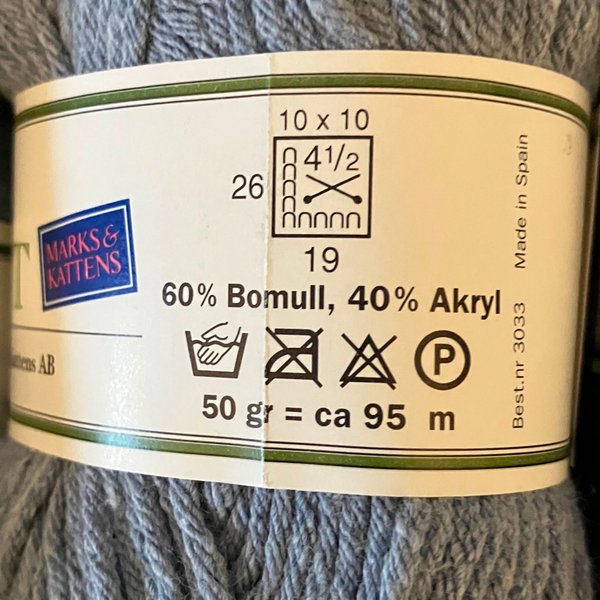 10 x 10
4 1/2
26
19
T
MARKS &
KATTENS
60% Bomull, 40% Akryl
AB
P
50 gr = ca 95 m
Best.nr 3033 Made in Spain